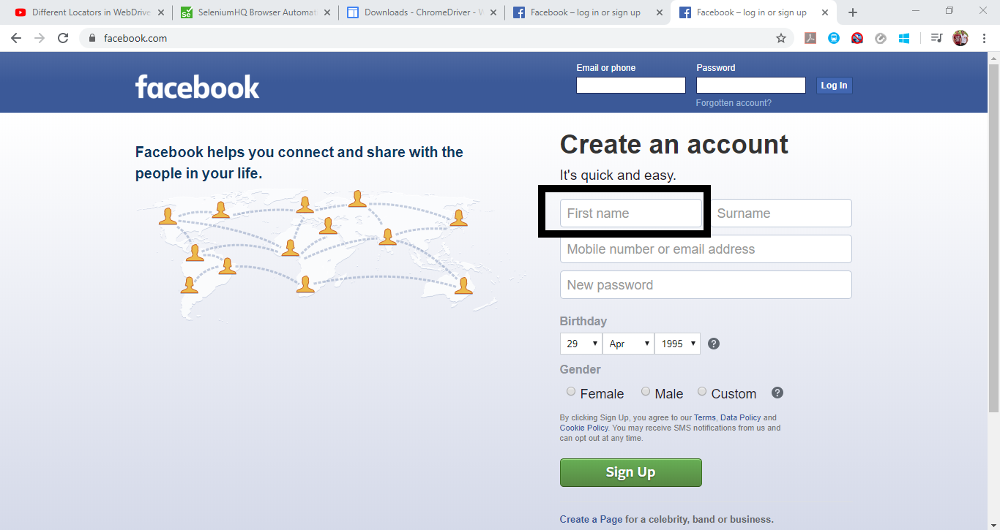 Different Locators in WebDrive
SeleniumHQ Browser Automat
Downloads - ChromeDriver - W
Facebook – log in or sign up
Facebook – log in or sign up
facebook.com
facebook
Email or phone
Password
Log In
Forgotten account?
Facebook helps you connect and share with the
people in your life.
Create an account
It's quick and easy.
First name
Surname
Mobile number or email address
New password
Birthday
29 Apr 1995 ?
Gender
Female Male Custom ?
By clicking Sign Up, you agree to our Terms, Data Policy and
Cookie Policy. You may receive SMS notifications from us and
can opt out at any time.
Sign Up
Create a Page for a celebrity, band or business.